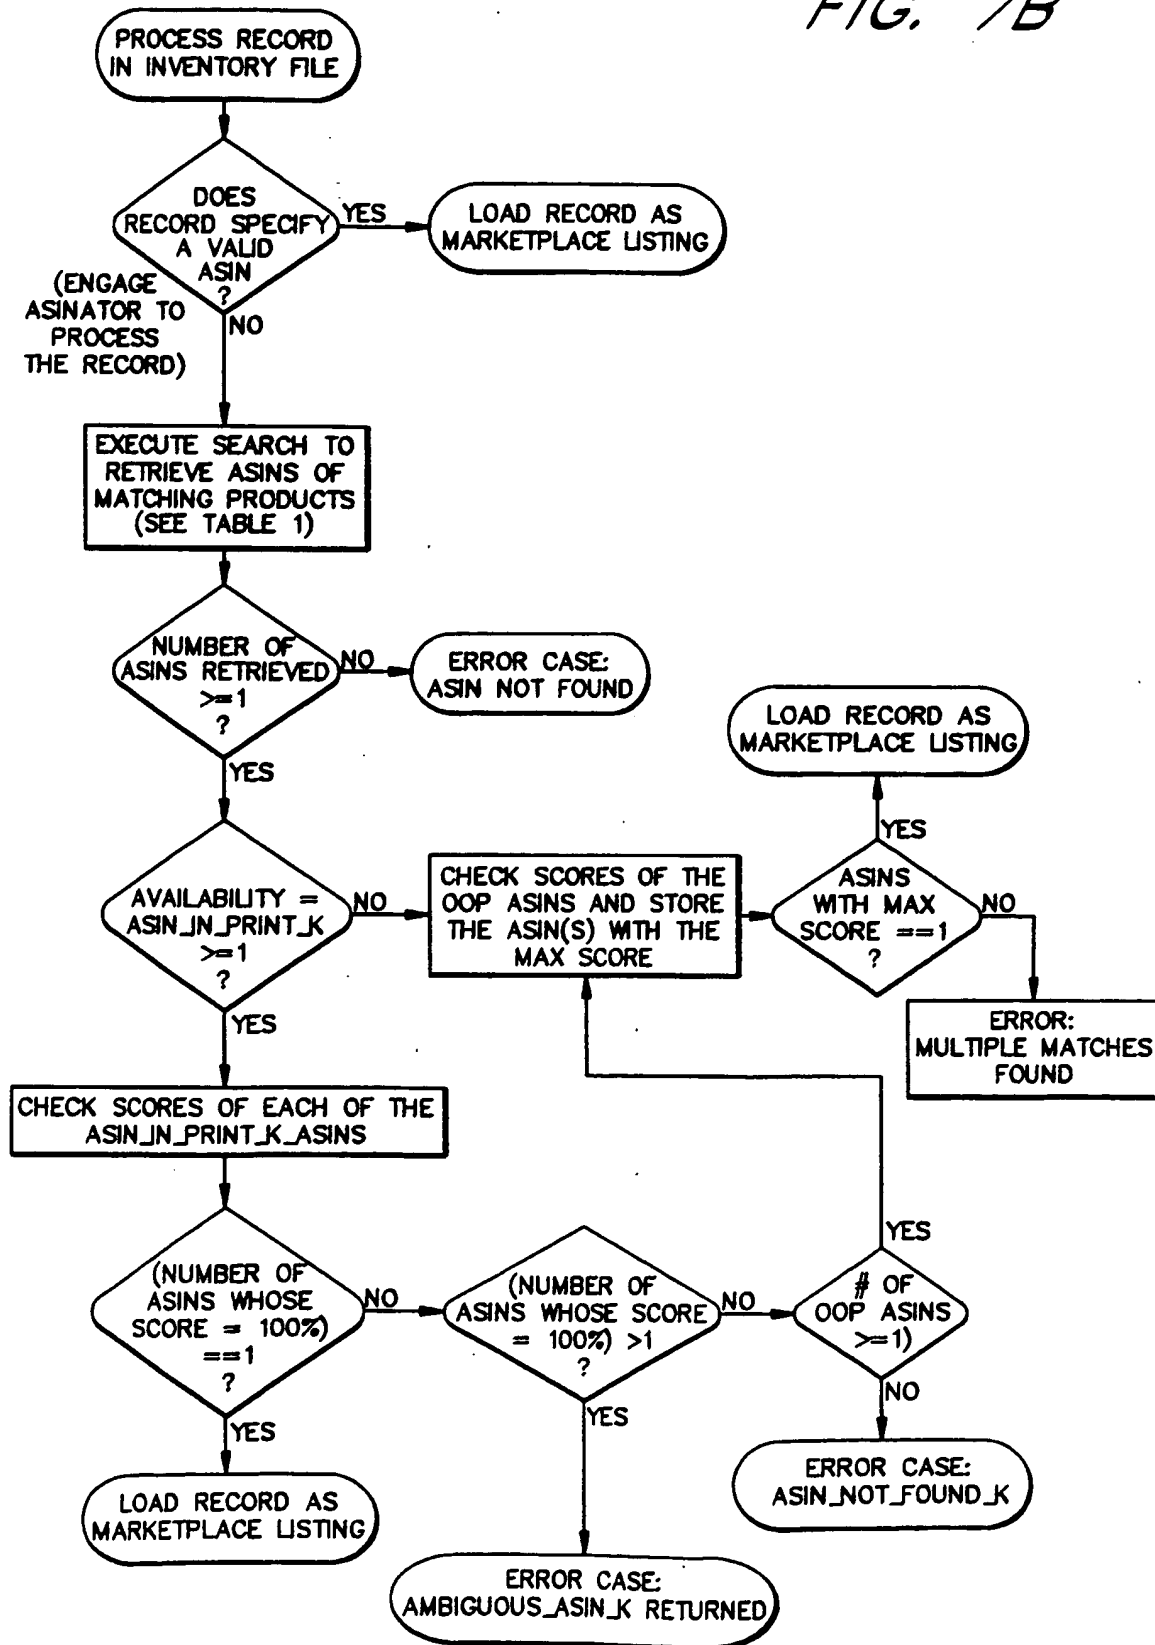 FIG. 7B
PROCESS RECORD
IN INVENTORY FILE
DOES
RECORD SPECIFY
A VALID
ASIN
?
YES
LOAD RECORD AS
MARKETPLACE LISTING
(ENGAGE
ASINATOR TO
PROCESS
THE RECORD)
NO
EXECUTE SEARCH TO
RETRIEVE ASINS OF
MATCHING PRODUCTS
(SEE TABLE 1)
NUMBER OF
ASINS RETRIEVED
>=1
?
NO
ERROR CASE:
ASIN NOT FOUND
YES
LOAD RECORD AS
MARKETPLACE LISTING
YES
AVAILABILITY =
ASIN_IN_PRINT_K
>=1
?
NO
CHECK SCORES OF THE
OOP ASINS AND STORE
THE ASIN(S) WITH THE
MAX SCORE
ASINS
WITH MAX
SCORE ==1
?
NO
ERROR:
MULTIPLE MATCHES
FOUND
YES
CHECK SCORES OF EACH OF THE
ASIN_IN_PRINT_K_ASINS
(NUMBER OF
ASINS WHOSE
SCORE = 100%)
==1
?
NO
(NUMBER OF
ASINS WHOSE SCORE
= 100%) >1
?
NO
YES
# OF
OOP ASINS
>=1)
NO
ERROR CASE:
ASIN_NOT_FOUND_K
YES
LOAD RECORD AS
MARKETPLACE LISTING
YES
ERROR CASE:
AMBIGUOUS_ASIN_K RETURNED